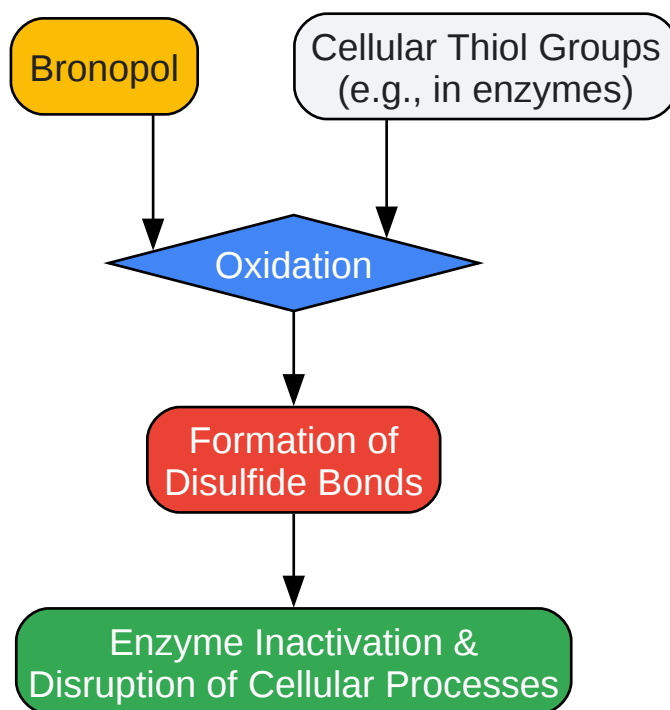 Bronopol
Cellular Thiol Groups
(e.g., in enzymes)
Oxidation
Formation of
Disulfide Bonds
Enzyme Inactivation &
Disruption of Cellular Processes